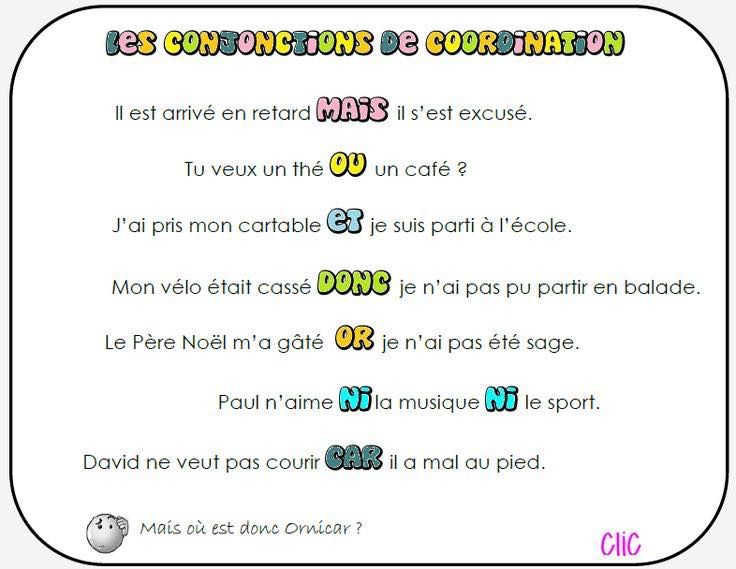 Les CONJONCTIONS De COORDiNATiON
Il est arrivé en retard MAiS il s'est excusé.
Tu veux un thé OU un café ?
J'ai pris mon cartable eT je suis parti à l'école.
Mon vélo était cassé DONC je n'ai pas pu partir en balade.
Le Père Noël m'a gâté OR je n'ai pas été sage.
Paul n'aime Ni la musique Ni le sport.
David ne veut pas courir CAR il a mal au pied.
Mais où est donc Ornicar ?
CliC